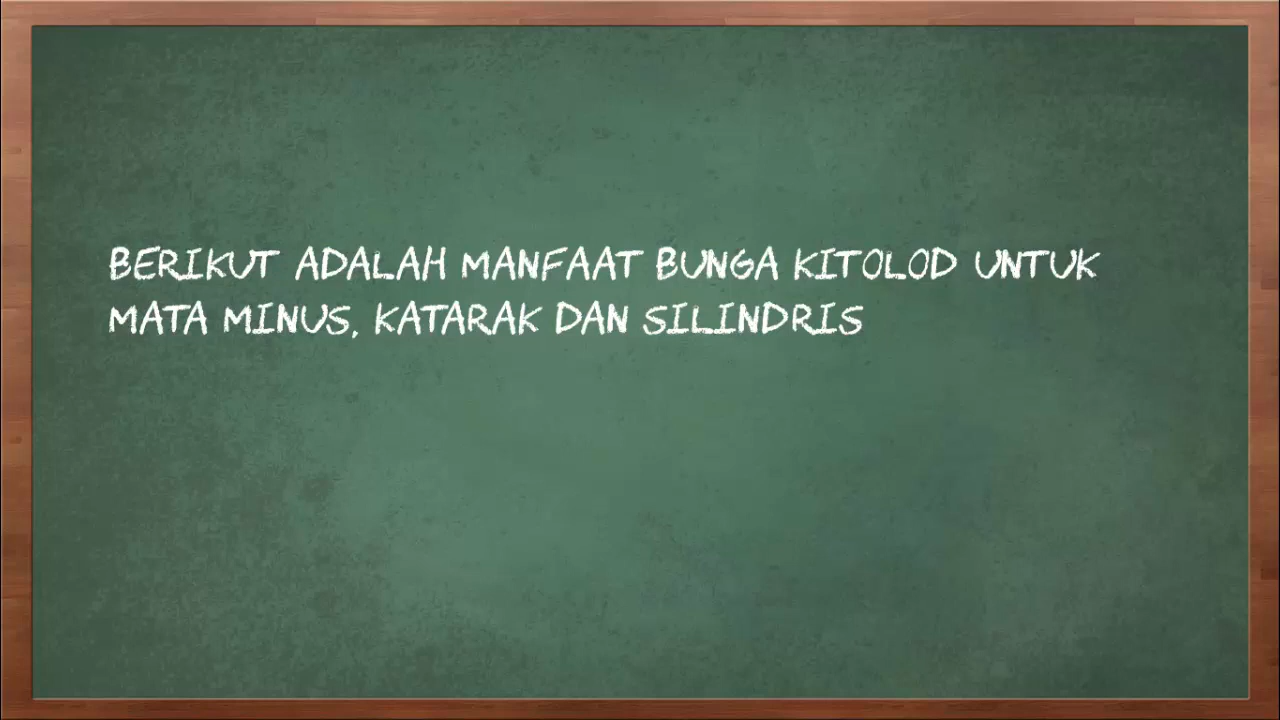 BERIKUT ADALAH MANFAAT BUNGA KITOLOD UNTUK
MATA MINUS, KATARAK DAN SILINDRIS